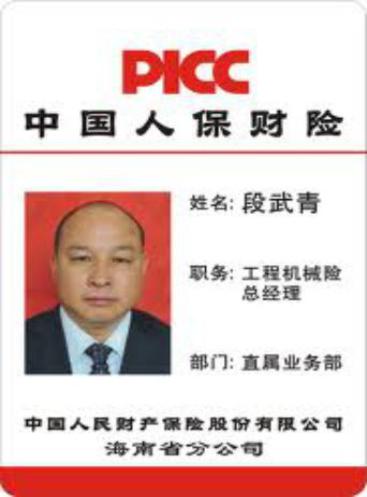 PICC
中国人保财险
姓名: 段武青
职务: 工程机械险
总经理
部门: 直属业务部
中国人民财产保险股份有限公司
海南省分公司